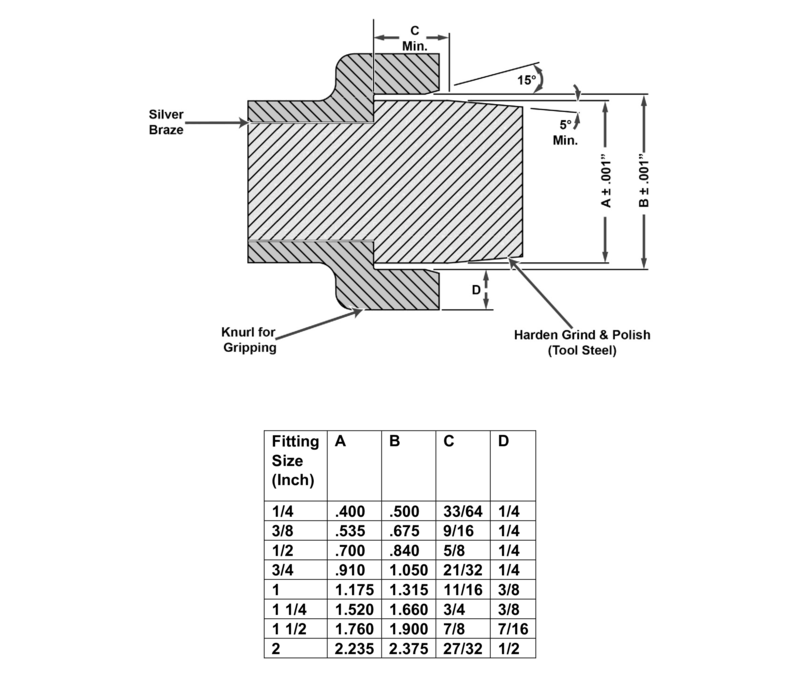 C
Min.
15°
5°
Min.
Silver
Braze
A ± .001”
B ± .001”
D
Knurl for
Gripping
Harden Grind & Polish
(Tool Steel)
Fitting Size (Inch) A B C D
1/4 .400 .500 33/64 1/4
3/8 .535 .675 9/16 1/4
1/2 .700 .840 5/8 1/4
3/4 .910 1.050 21/32 1/4
1 1.175 1.315 11/16 3/8
1 1/4 1.520 1.660 3/4 3/8
1 1/2 1.760 1.900 7/8 7/16
2 2.235 2.375 27/32 1/2